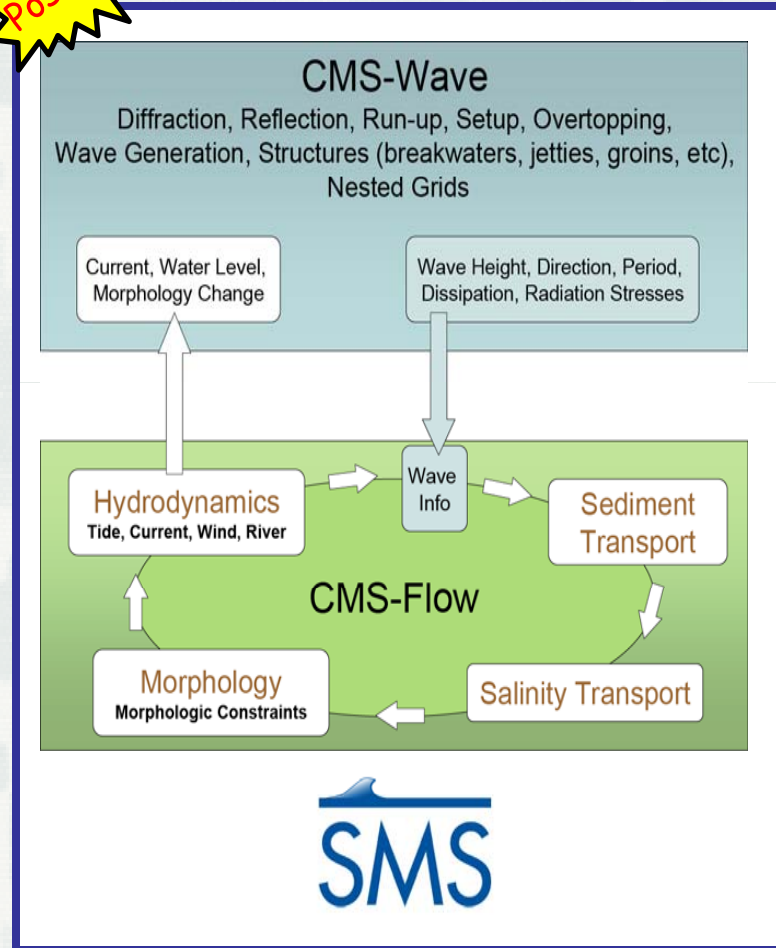 CMS-Wave
Diffraction, Reflection, Run-up, Setup, Overtopping,
Wave Generation, Structures (breakwaters, jetties, groins, etc),
Nested Grids
Current, Water Level,
Morphology Change
Wave Height, Direction, Period,
Dissipation, Radiation Stresses
Wave
Info
Hydrodynamics
Tide, Current, Wind, River
Sediment
Transport
CMS-Flow
Morphology
Morphologic Constraints
Salinity Transport
SMS